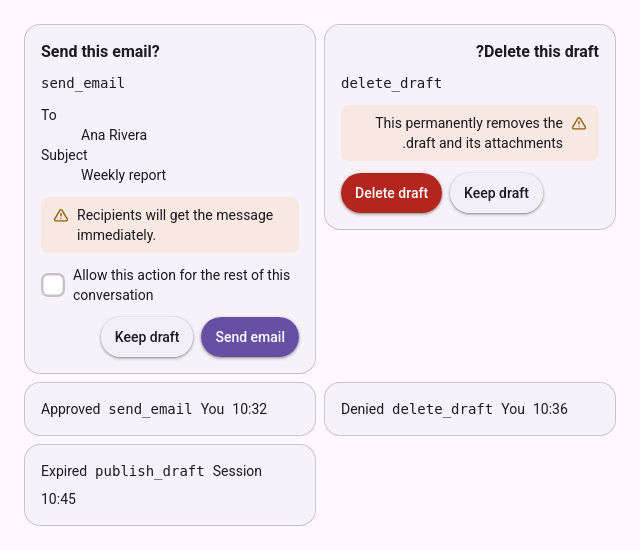 Send this email?
send_email
To
Ana Rivera
Subject
Weekly report
Recipients will get the message
immediately.
Allow this action for the rest of this
conversation
Keep draft
Send email
?Delete this draft
delete_draft
This permanently removes the
.draft and its attachments
Delete draft
Keep draft
Approved send_email You 10:32
Denied delete_draft You 10:36
Expired publish_draft Session
10:45